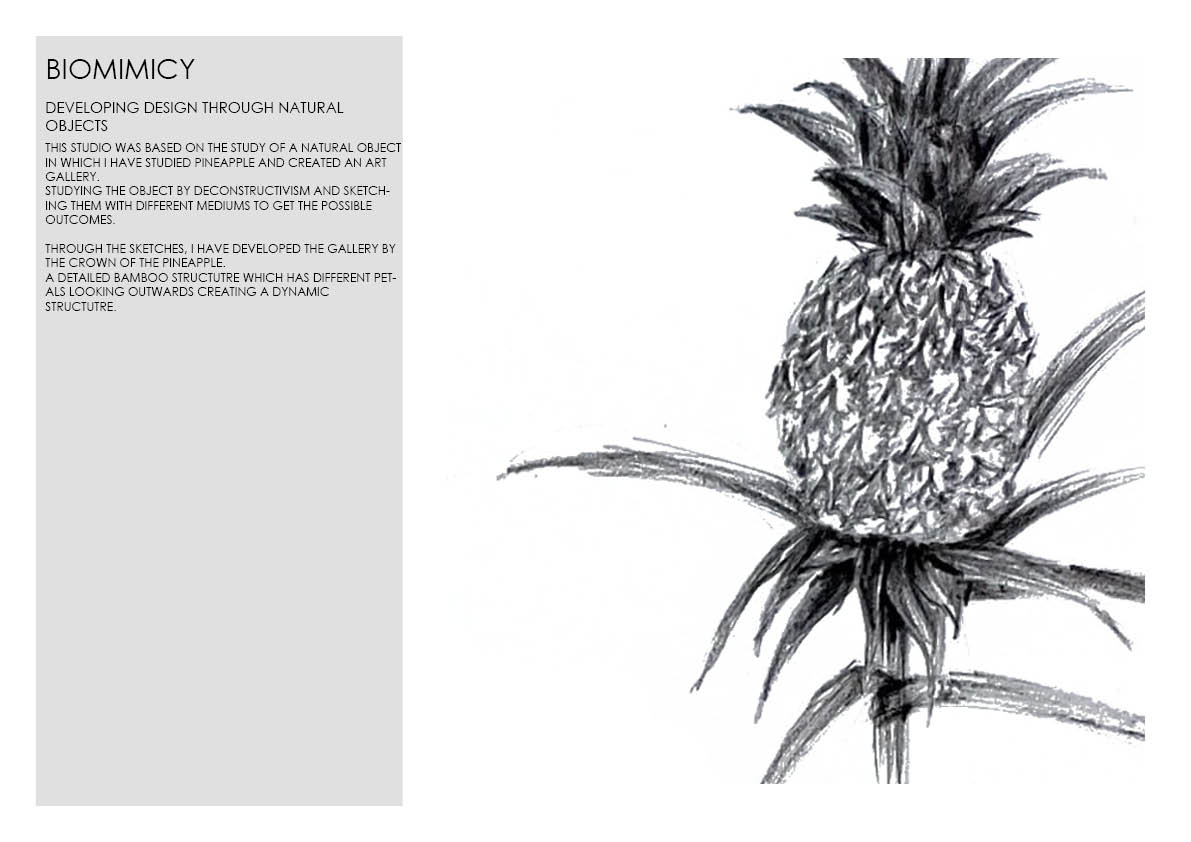 BIOMIMICY
DEVELOPING DESIGN THROUGH NATURAL
OBJECTS
THIS STUDIO WAS BASED ON THE STUDY OF A NATURAL OBJECT
IN WHICH I HAVE STUDIED PINEAPPLE AND CREATED AN ART
GALLERY.
STUDYING THE OBJECT BY DECONSTRUCTIVISM AND SKETCH-
ING THEM WITH DIFFERENT MEDIUMS TO GET THE POSSIBLE
OUTCOMES.
THROUGH THE SKETCHES, I HAVE DEVELOPED THE GALLERY BY
THE CROWN OF THE PINEAPPLE.
A DETAILED BAMBOO STRUCTUTRE WHICH HAS DIFFERENT PET-
ALS LOOKING OUTWARDS CREATING A DYNAMIC
STRUCTUTRE.